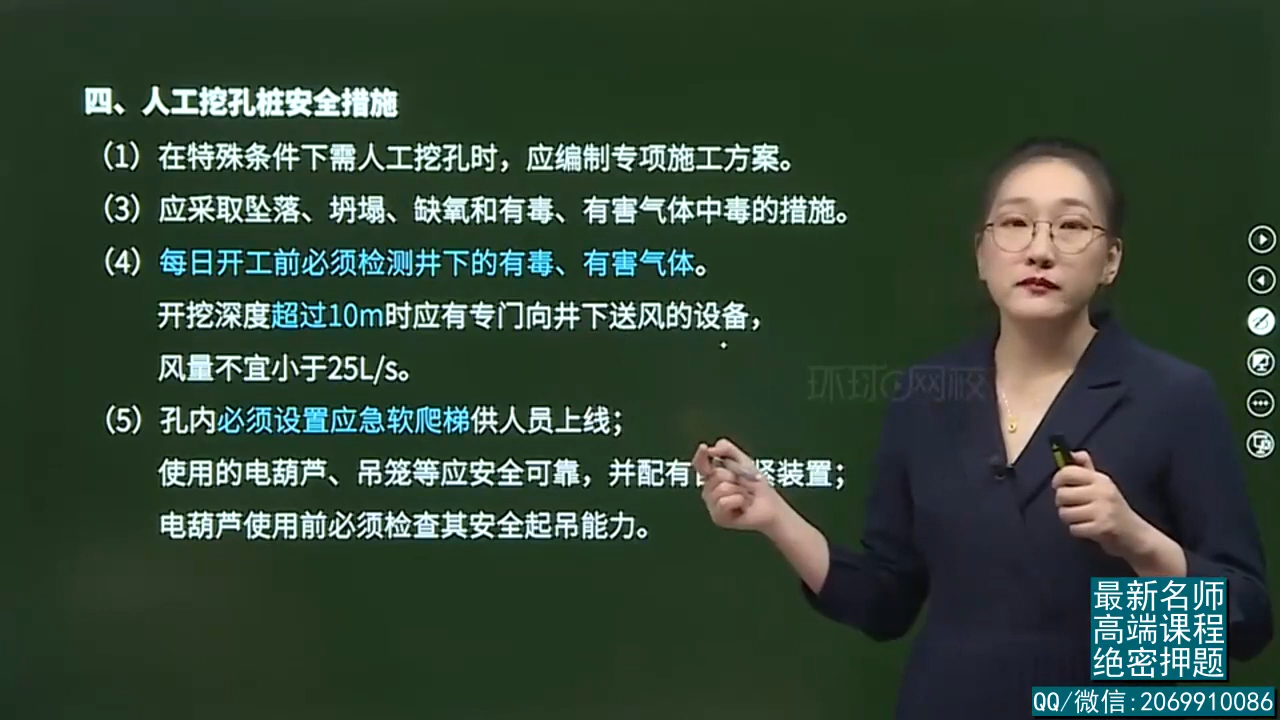 四、人工挖孔桩安全措施
（1）在特殊条件下需人工挖孔时，应编制专项施工方案。
（3）应采取坠落、坍塌、缺氧和有毒、有害气体中毒的措施。
（4）每日开工前必须检测井下的有毒、有害气体。
开挖深度超过10m时应有专门向井下送风的设备，
风量不宜小于25L/s。
（5）孔内必须设置应急软爬梯供人员上线；
使用的电葫芦、吊笼等应安全可靠，并配有 装置；
电葫芦使用前必须检查其安全起吊能力。
环球网校
最新名师
高端课程
绝密押题
QQ/微信:2069910086